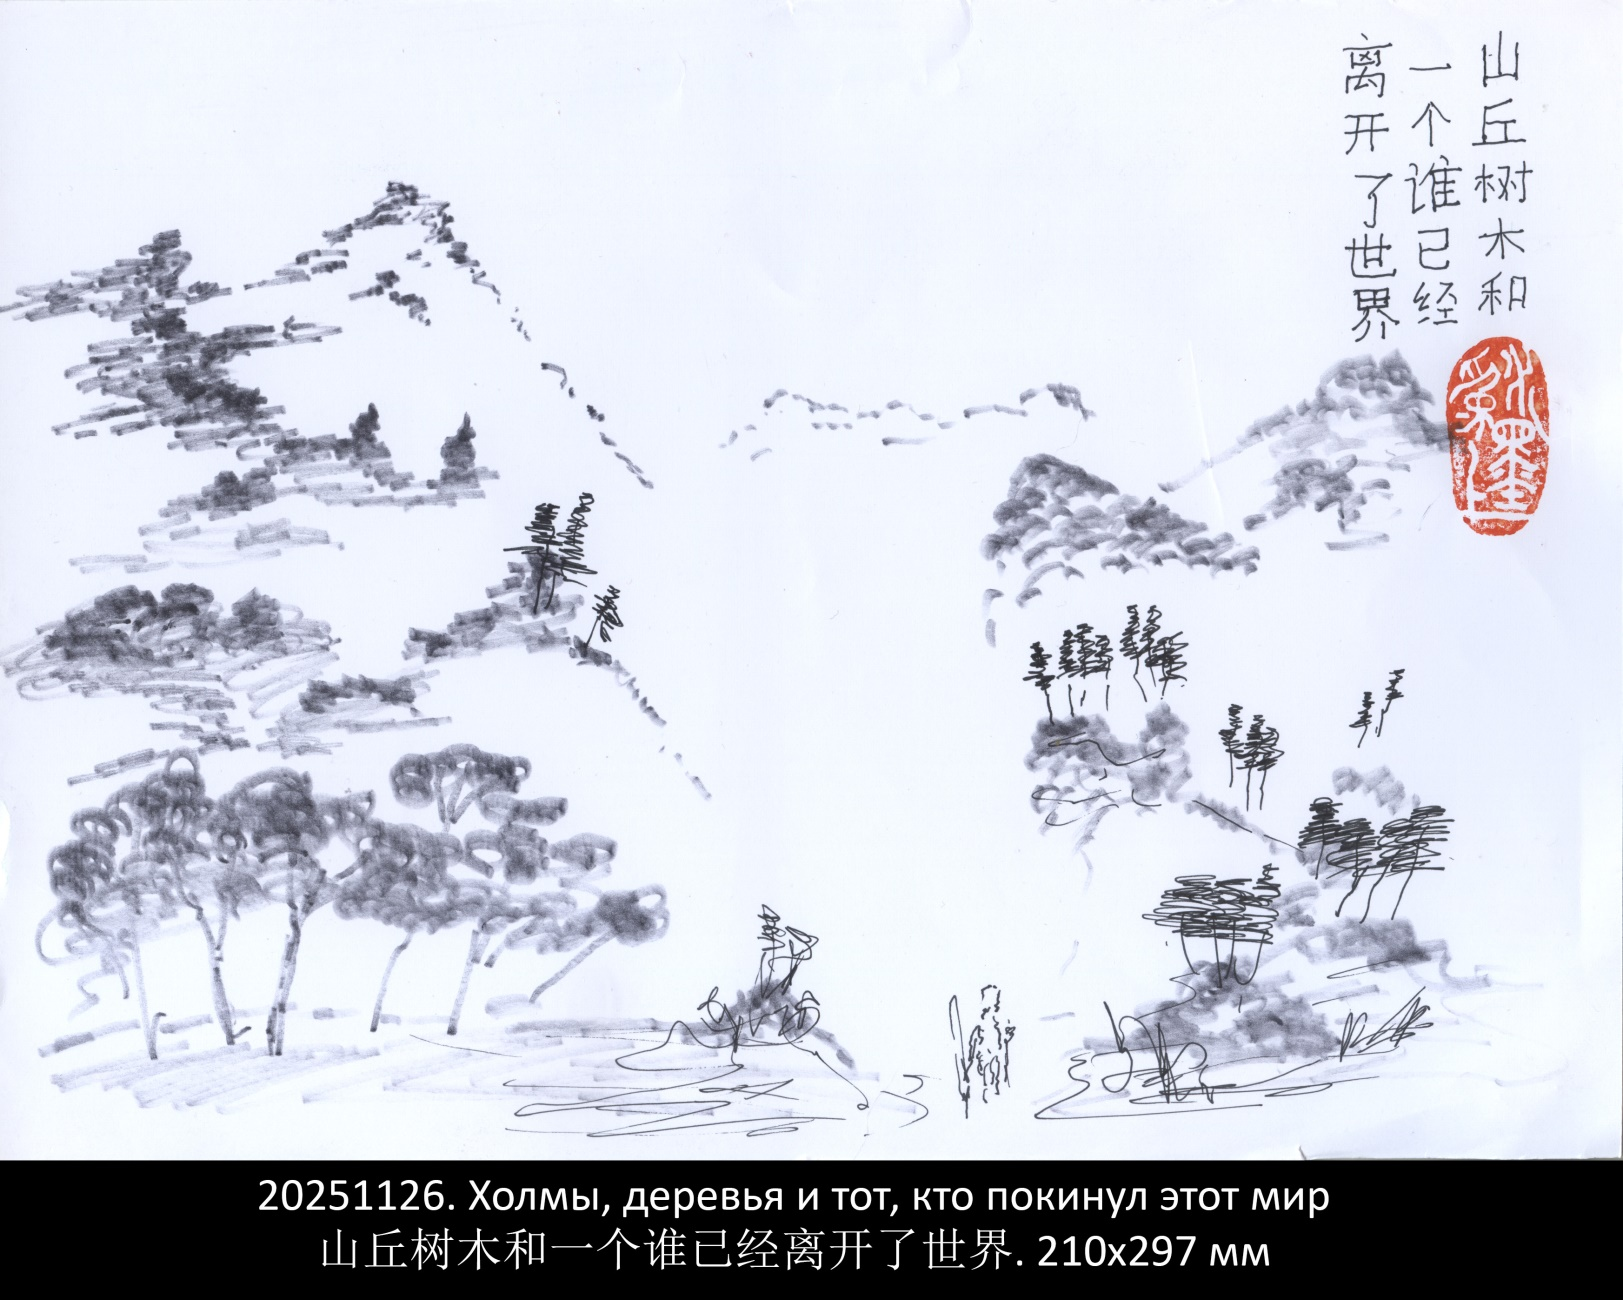 山丘树木和
一个谁已经
离开了世界
20251126. Холмы, деревья и тот, кто покинул этот мир
山丘树木和一个谁已经离开了世界. 210x297 мм